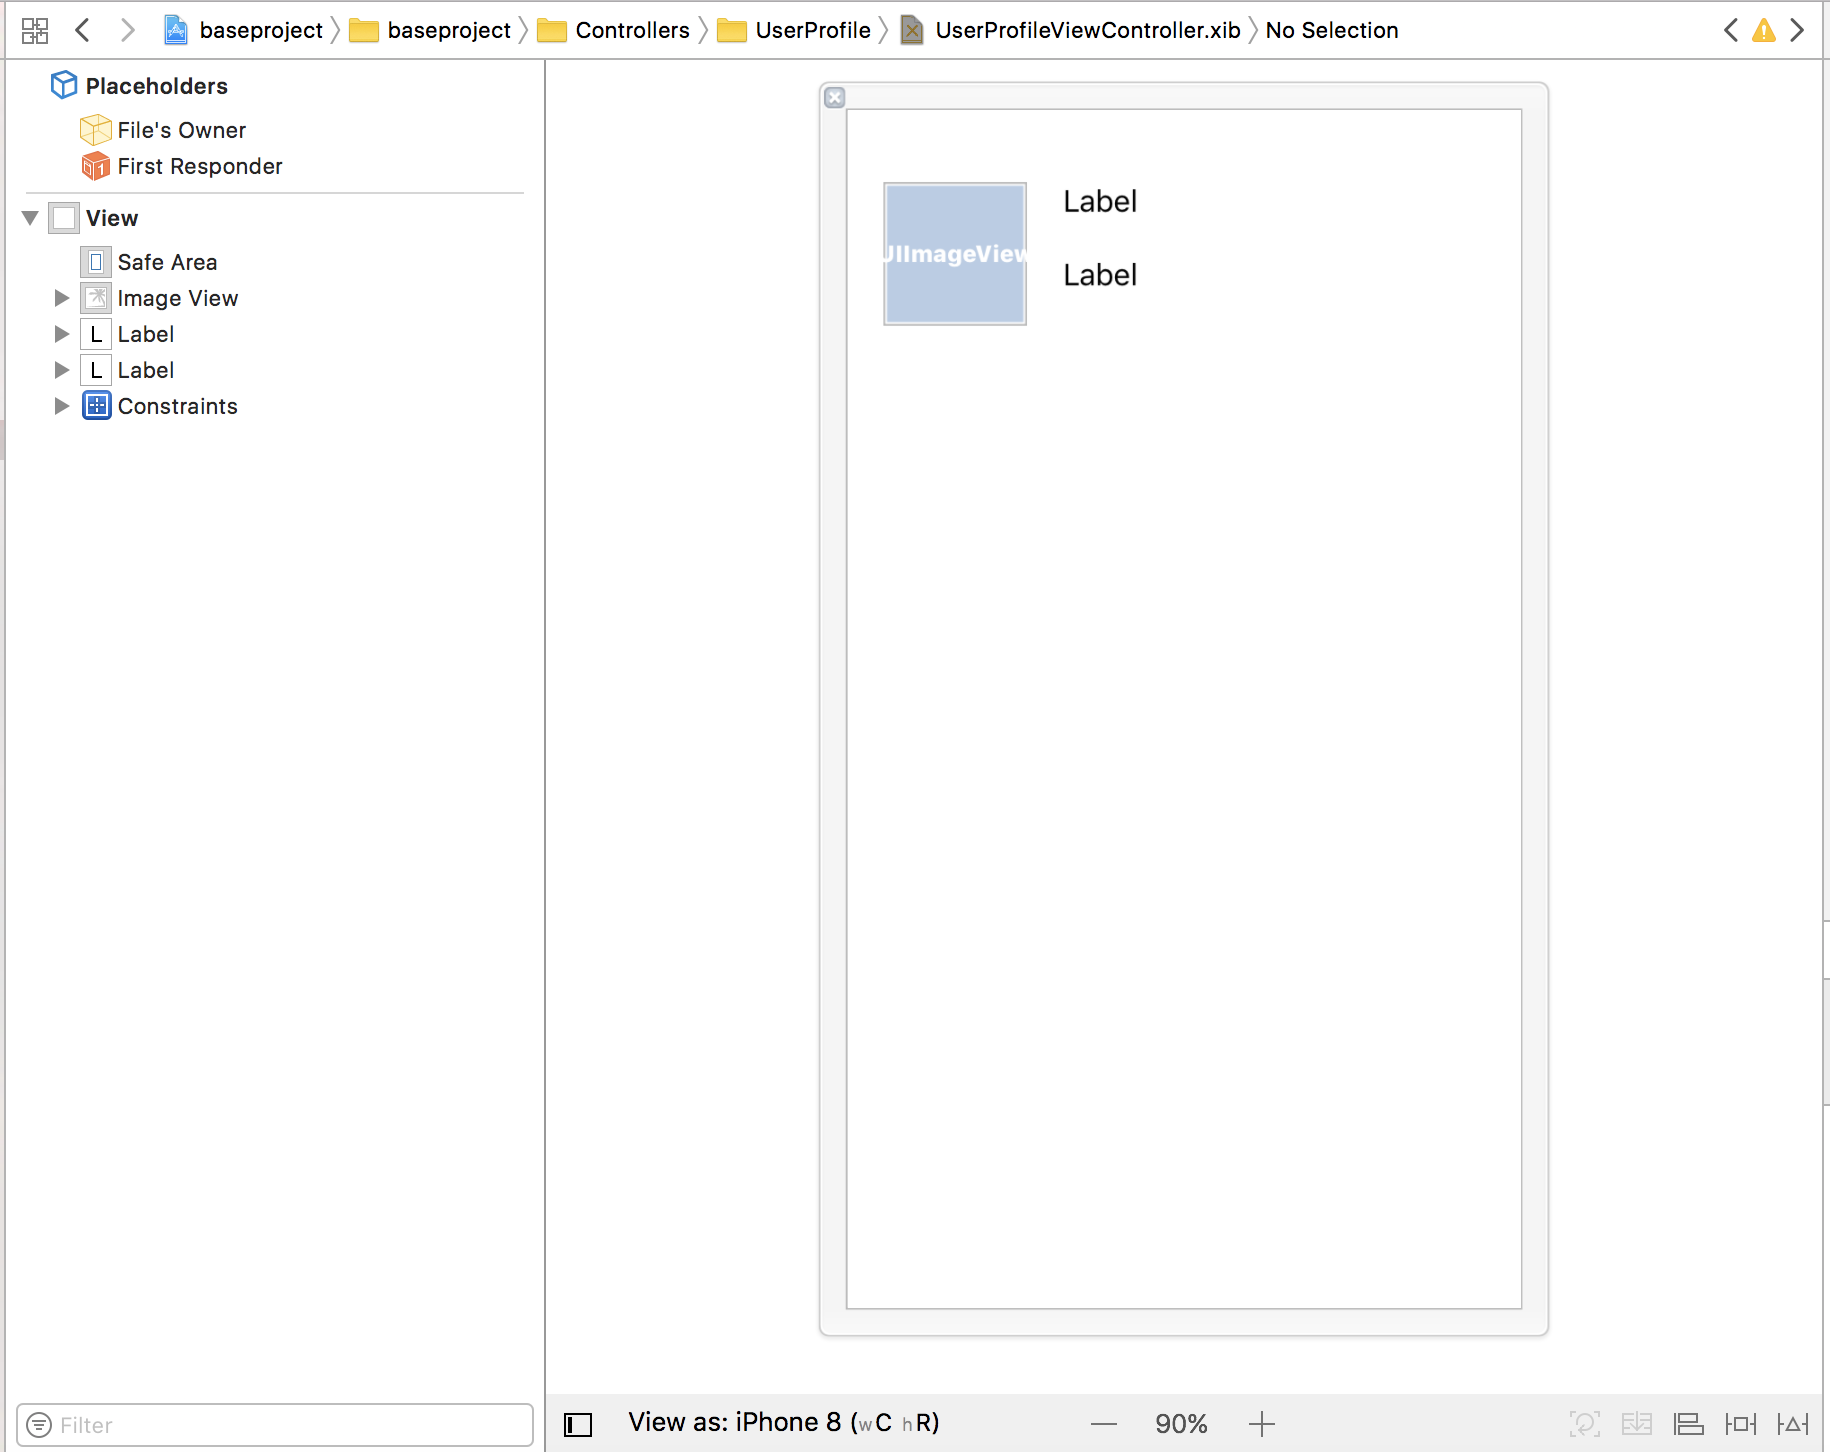 baseproject baseproject Controllers UserProfile UserProfileViewController.xib No Selection
Placeholders
File's Owner
First Responder
View
Safe Area
Image View
L Label
L Label
Constraints
UIImageView
Label
Label
Filter
View as: iPhone 8 (wC hR)
90%